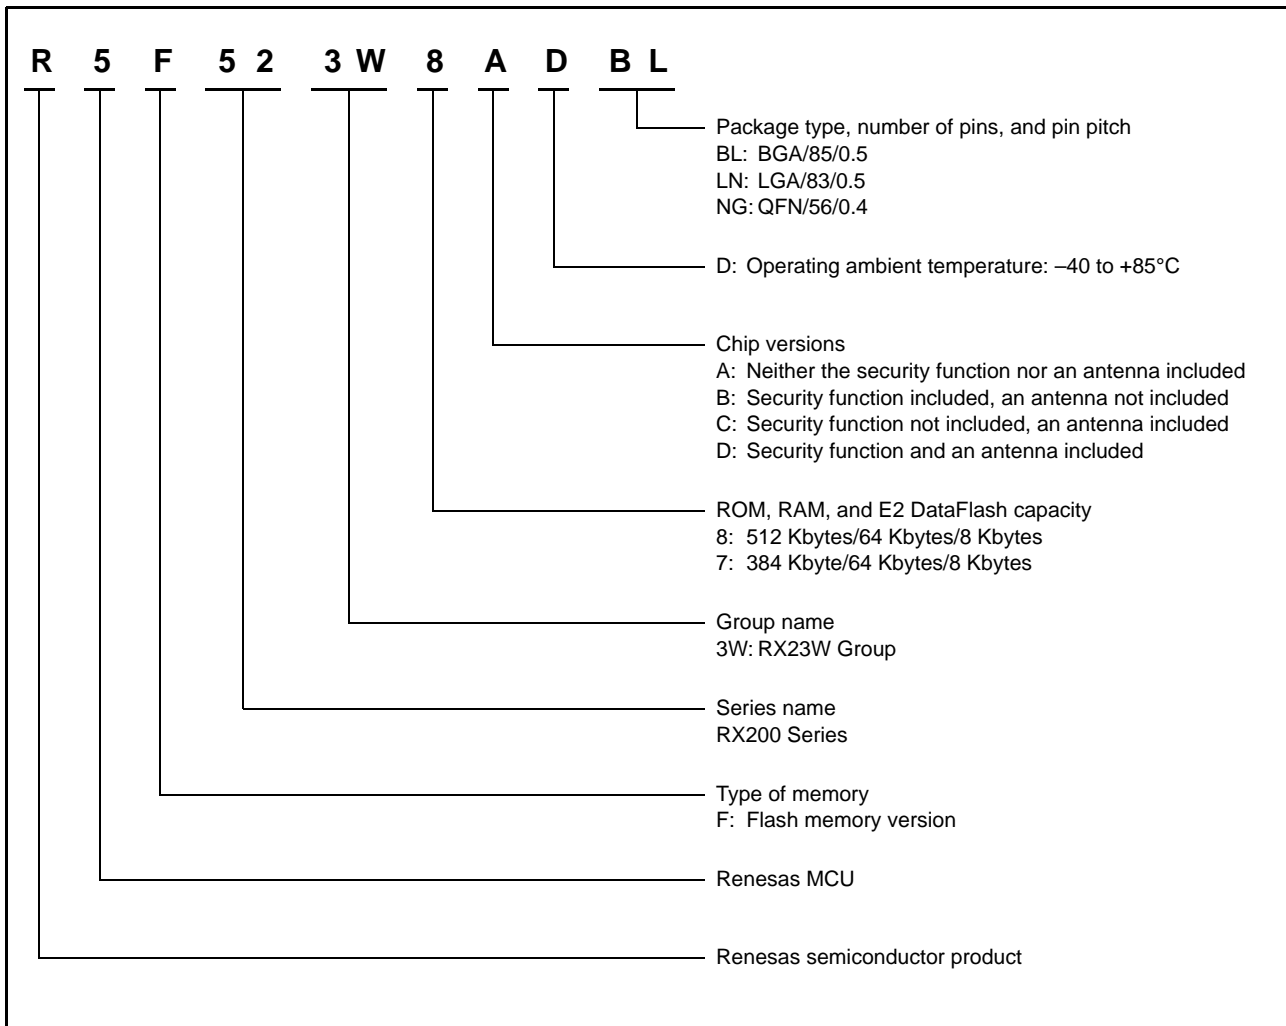 R 5 F 5 2 3 W 8 A D B L
Package type, number of pins, and pin pitch
BL: BGA/85/0.5
LN: LGA/83/0.5
NG: QFN/56/0.4
D: Operating ambient temperature: –40 to +85°C
Chip versions
A: Neither the security function nor an antenna included
B: Security function included, an antenna not included
C: Security function not included, an antenna included
D: Security function and an antenna included
ROM, RAM, and E2 DataFlash capacity
8: 512 Kbytes/64 Kbytes/8 Kbytes
7: 384 Kbyte/64 Kbytes/8 Kbytes
Group name
3W: RX23W Group
Series name
RX200 Series
Type of memory
F: Flash memory version
Renesas MCU
Renesas semiconductor product